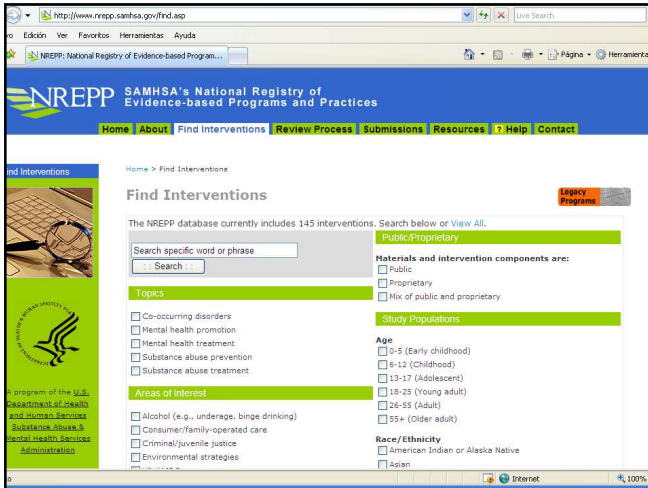 http://www.nrepp.samhsa.gov/find.asp
Live Search
Edición Ver Favoritos Herramientas Ayuda
NREPP: National Registry of Evidence-based Program...
Página
Herramienta
NREPP
SAMHSA's National Registry of
Evidence-based Programs and Practices
Home About Find Interventions Review Process Submissions Resources ? Help Contact
ind Interventions
Home > Find Interventions
Find Interventions
Legacy
Programs
The NREPP database currently includes 145 interventions. Search below or View All.
Search specific word or phrase
: : Search : :
Topics
Co-occurring disorders
Mental health promotion
Mental health treatment
Substance abuse prevention
Substance abuse treatment
Areas of Interest
Alcohol (e.g., underage, binge drinking)
Consumer/family-operated care
Criminal/juvenile justice
Environmental strategies
Public/Proprietary
Materials and intervention components are:
Public
Proprietary
Mix of public and proprietary
Study Populations
Age
0-5 (Early childhood)
6-12 (Childhood)
13-17 (Adolescent)
18-25 (Young adult)
26-55 (Adult)
55+ (Older adult)
Race/Ethnicity
American Indian or Alaska Native
Asian
A program of the U.S.
Department of Health
and Human Services
Substance Abuse &
Mental Health Services
Administration
Internet
100%